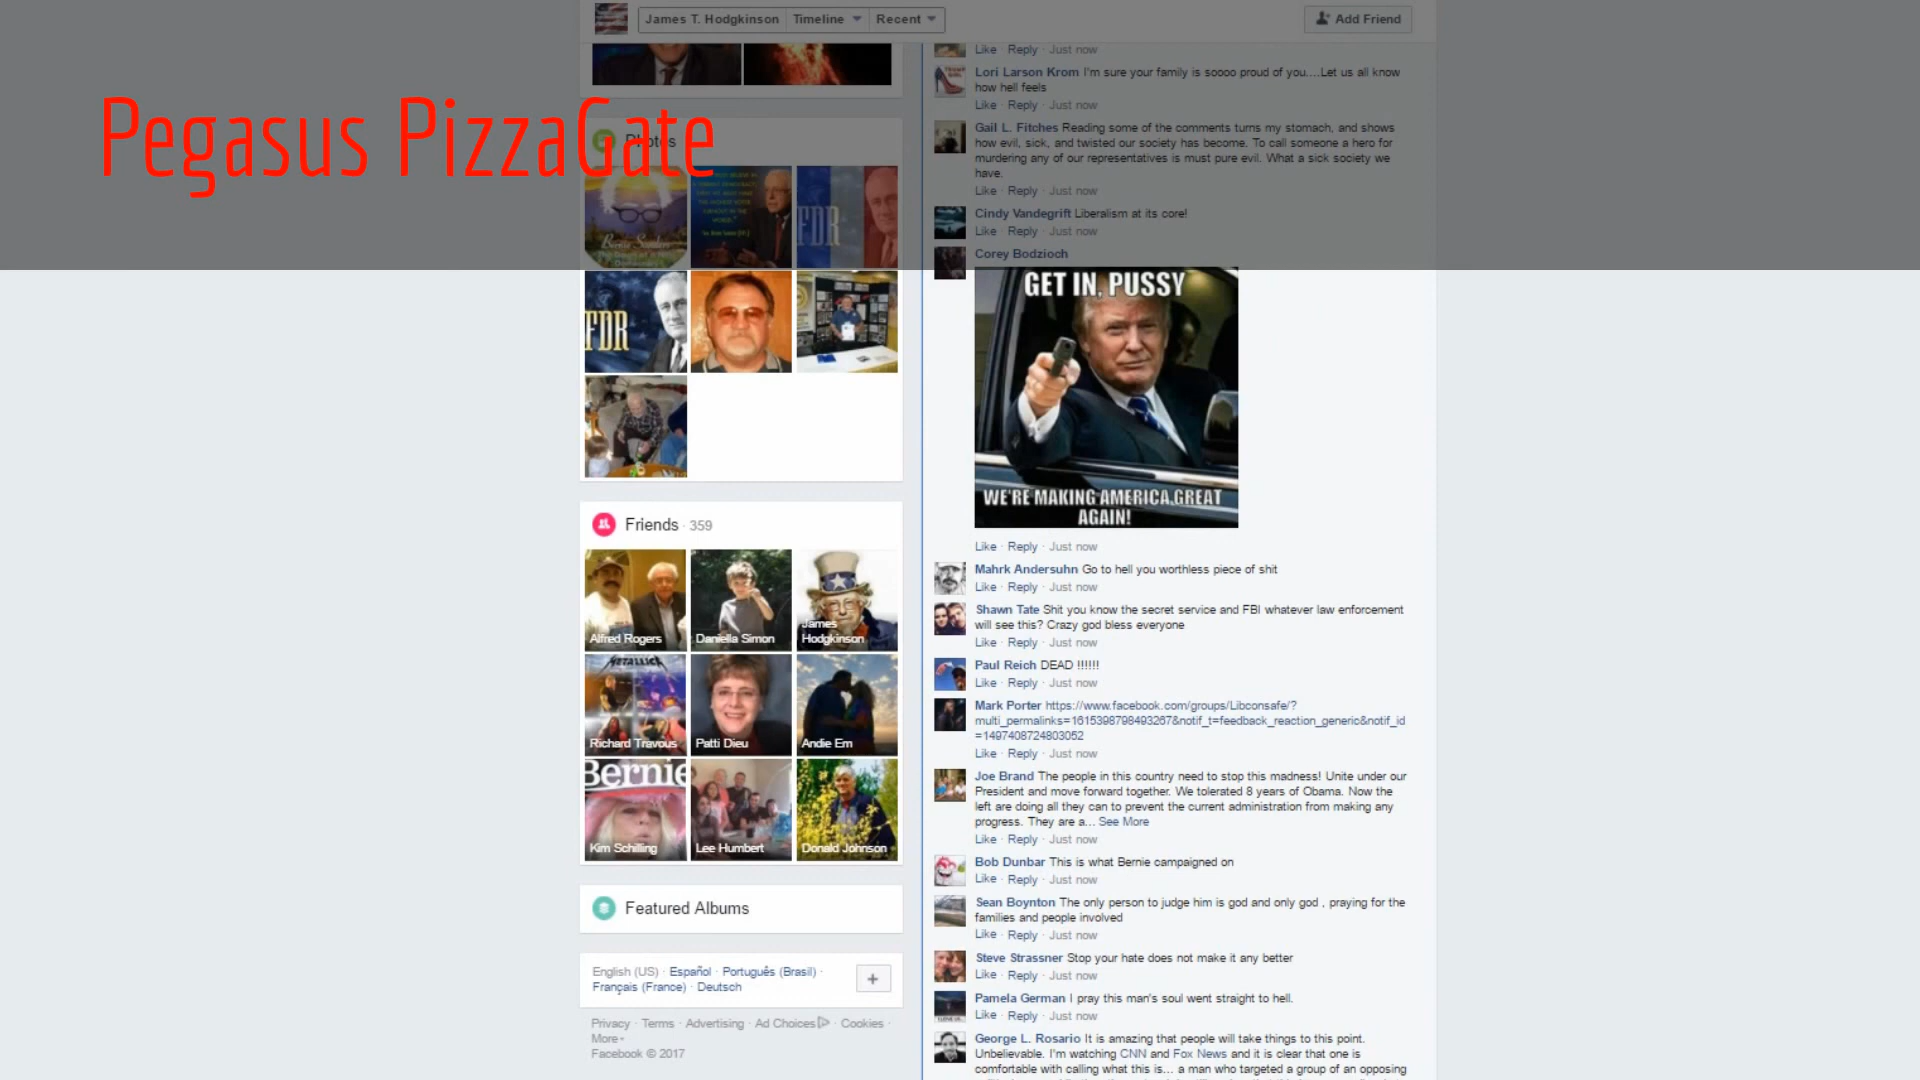 James T. Hodgkinson Timeline Recent
Add Friend
Pegasus PizzaGate
Photos
Bernie Sanders
FDR
FDR
Friends · 359
Alfred Rogers
Daniella Simon
James
Hodgkinson
METALLICA
Richard Travous
Patti Dieu
Andie Em
Bernie
Kim Schilling
Lee Humbert
Donald Johnson
Featured Albums
English (US) · Español · Português (Brasil) ·
Français (France) · Deutsch
+
Privacy · Terms · Advertising · Ad Choices · Cookies ·
More
Facebook © 2017
Like · Reply · Just now
Lori Larson Krom I'm sure your family is soooo proud of you....Let us all know
how hell feels
Like · Reply · Just now
Gail L. Fitches Reading some of the comments turns my stomach, and shows
how evil, sick, and twisted our society has become. To call someone a hero for
murdering any of our representatives is must pure evil. What a sick society we
have.
Like · Reply · Just now
Cindy Vandegrift Liberalism at its core!
Like · Reply · Just now
Corey Bodzioch
GET IN, PUSSY
WE'RE MAKING AMERICA GREAT
AGAIN!
Like · Reply · Just now
Mahrk Andersuhn Go to hell you worthless piece of shit
Like · Reply · Just now
Shawn Tate Shit you know the secret service and FBI whatever law enforcement
will see this? Crazy god bless everyone
Like · Reply · Just now
Paul Reich DEAD !!!!!!
Like · Reply · Just now
Mark Porter https://www.facebook.com/groups/Libconsafe/?
multi_permalinks=1615398798493267&notif_t=feedback_reaction_generic&notif_id
=1497408724803052
Like · Reply · Just now
Joe Brand The people in this country need to stop this madness! Unite under our
President and move forward together. We tolerated 8 years of Obama. Now the
left are doing all they can to prevent the current administration from making any
progress. They are a... See More
Like · Reply · Just now
Bob Dunbar This is what Bernie campaigned on
Like · Reply · Just now
Sean Boynton The only person to judge him is god and only god , praying for the
families and people involved
Like · Reply · Just now
Steve Strassner Stop your hate does not make it any better
Like · Reply · Just now
Pamela German I pray this man's soul went straight to hell.
Like · Reply · Just now
George L. Rosario It is amazing that people will take things to this point.
Unbelievable. I'm watching CNN and Fox News and it is clear that one is
comfortable with calling what this is... a man who targeted a group of an opposing